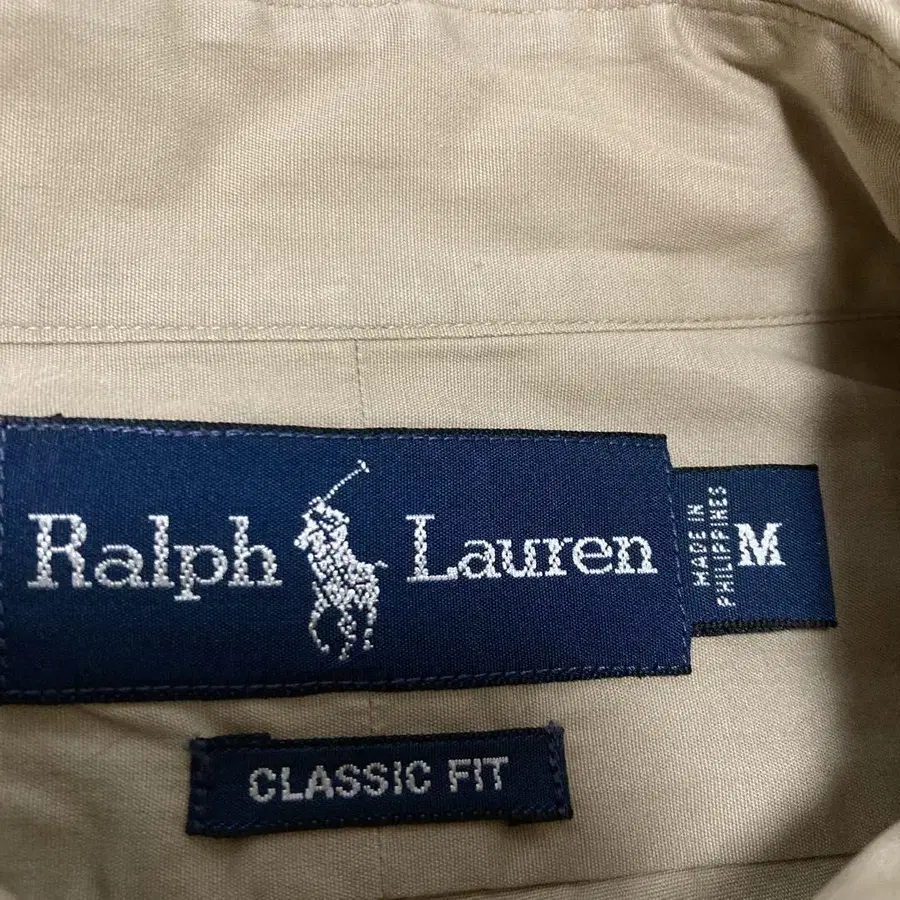 Ralph Lauren
MADE IN
PHILIPPINES
M
CLASSIC FIT